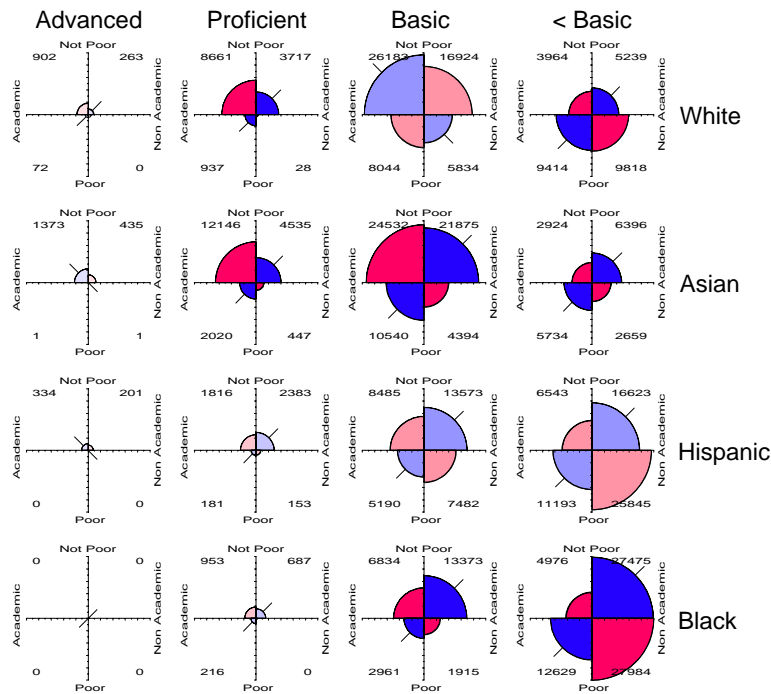 Advanced Proficient Basic < Basic
Not Poor Not Poor Not Poor Not Poor
902 263 8661 3717 26183 16924 3964 5239
Academic Non Academic Academic Non Academic Academic Non Academic Academic Non Academic White
72 0 937 28 8044 5834 9414 9818
Poor Poor Poor Poor
Not Poor Not Poor Not Poor Not Poor
1373 435 12146 4535 24532 21875 2924 6396
Academic Non Academic Academic Non Academic Academic Non Academic Academic Non Academic Asian
1 1 2020 447 10540 4394 5734 2659
Poor Poor Poor Poor
Not Poor Not Poor Not Poor Not Poor
334 201 1816 2383 8485 13573 6543 16623
Academic Non Academic Academic Non Academic Academic Non Academic Academic Non Academic Hispanic
0 0 181 153 5190 7482 11193 25845
Poor Poor Poor Poor
Not Poor Not Poor Not Poor Not Poor
0 0 953 687 6834 13373 4976 27475
Academic Non Academic Academic Non Academic Academic Non Academic Academic Non Academic Black
0 0 216 0 2961 1915 12629 27984
Poor Poor Poor Poor